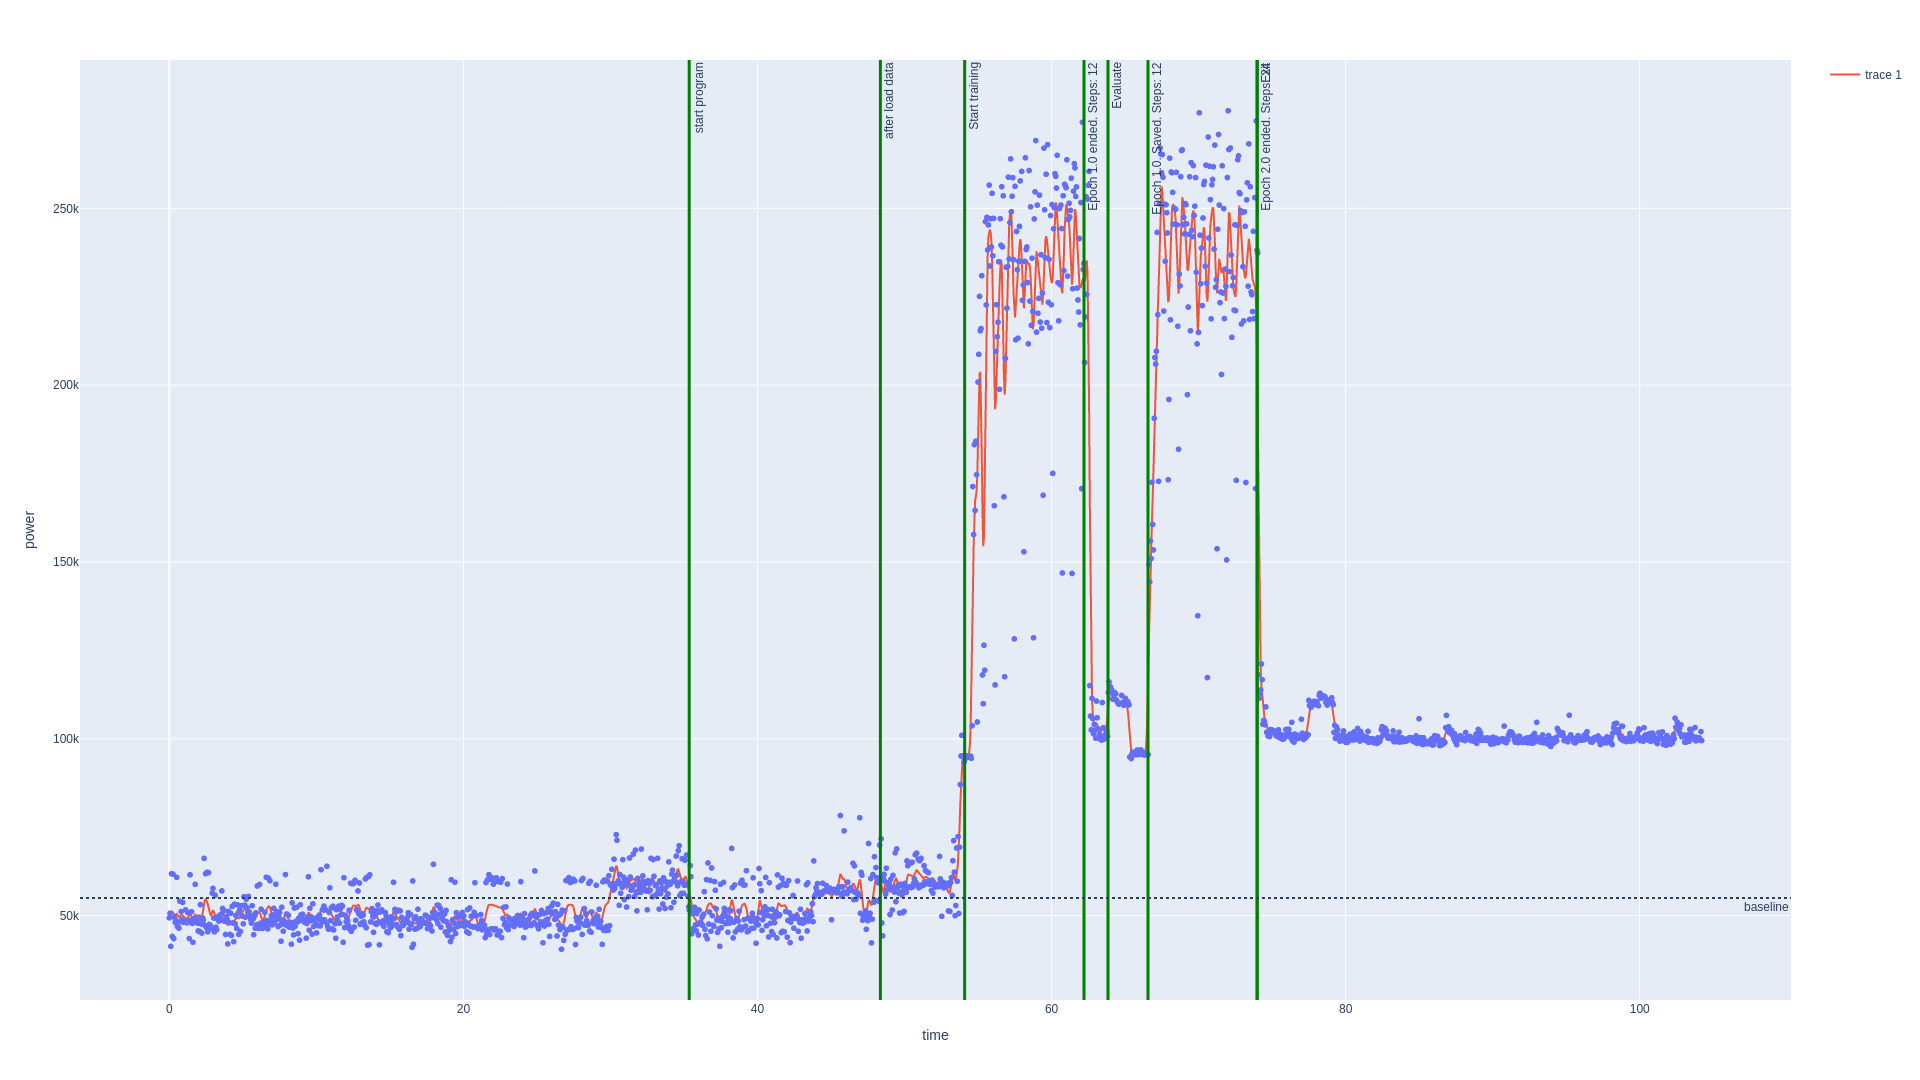 trace 1
start program
after load data
Start training
Epoch 1.0 ended. Steps: 12
Evaluate
Epoch 1.0. Saved. Steps: 12
Epoch 2.0 ended. Steps: 24
250k
200k
150k
100k
50k
power
baseline
0
20
40
60
80
100
time